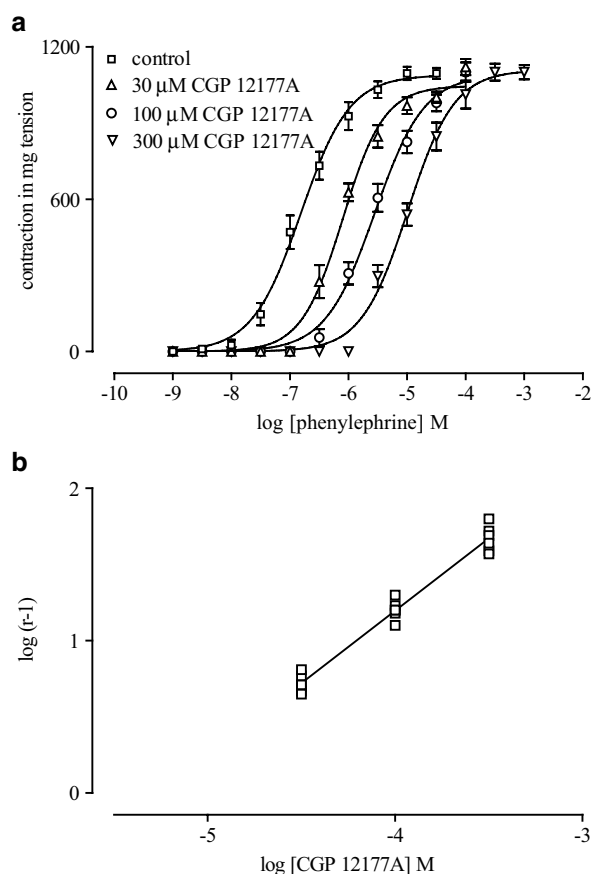 a
1200
600
0
contraction in mg tension
control
30 µM CGP 12177A
100 µM CGP 12177A
300 µM CGP 12177A
-10 -9 -8 -7 -6 -5 -4 -3 -2
log [phenylephrine] M
b
2
1
0
log (r-1)
-5 -4 -3
log [CGP 12177A] M